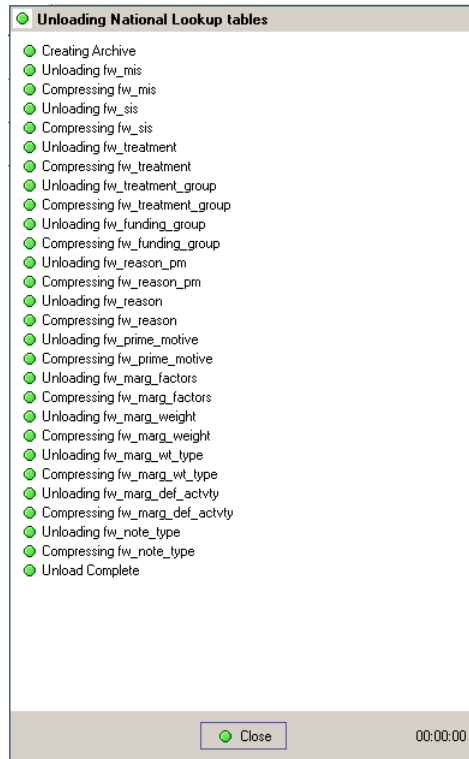 Unloading National Lookup tables
Creating Archive
Unloading fw_mis
Compressing fw_mis
Unloading fw_sis
Compressing fw_sis
Unloading fw_treatment
Compressing fw_treatment
Unloading fw_treatment_group
Compressing fw_treatment_group
Unloading fw_funding_group
Compressing fw_funding_group
Unloading fw_reason_pm
Compressing fw_reason_pm
Unloading fw_reason
Compressing fw_reason
Unloading fw_prime_motive
Compressing fw_prime_motive
Unloading fw_marg_factors
Compressing fw_marg_factors
Unloading fw_marg_weight
Compressing fw_marg_weight
Unloading fw_marg_wt_type
Compressing fw_marg_wt_type
Unloading fw_marg_def_actvty
Compressing fw_marg_def_actvty
Unloading fw_note_type
Compressing fw_note_type
Unload Complete
Close 00:00:00